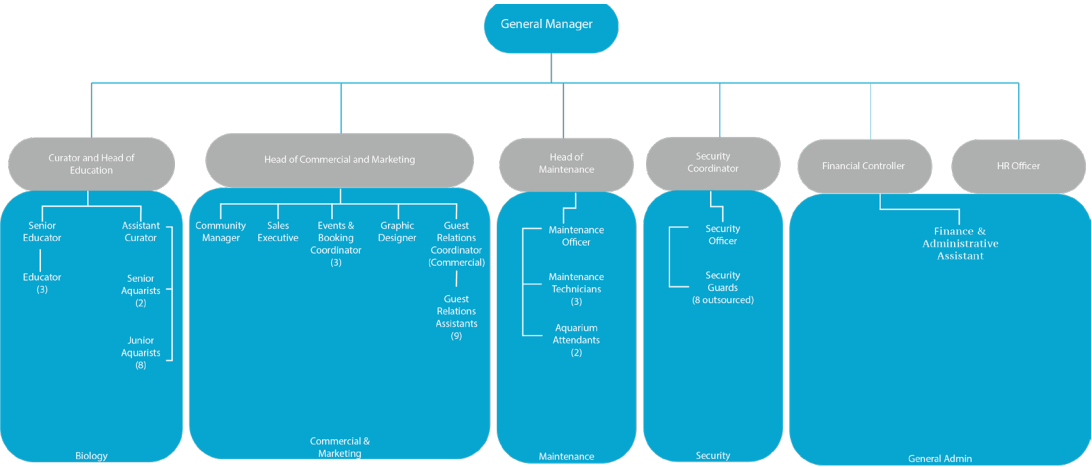 General Manager
Curator and Head of
Education
Head of Commercial and Marketing
Head of
Maintenance
Security
Coordinator
Financial Controller
HR Officer
Senior
Educator
Educator
(3)
Assistant
Curator
Senior
Aquarists
(2)
Junior
Aquarists
(8)
Biology
Community
Manager
Sales
Executive
Events &
Booking
Coordinator
(3)
Graphic
Designer
Guest
Relations
Coordinator
(Commercial)
Guest
Relations
Assistants
(9)
Commercial &
Marketing
Maintenance
Officer
Maintenance
Technicians
(3)
Aquarium
Attendants
(2)
Maintenance
Security
Officer
Security
Guards
(8 outsourced)
Security
Finance &
Administrative
Assistant
General Admin